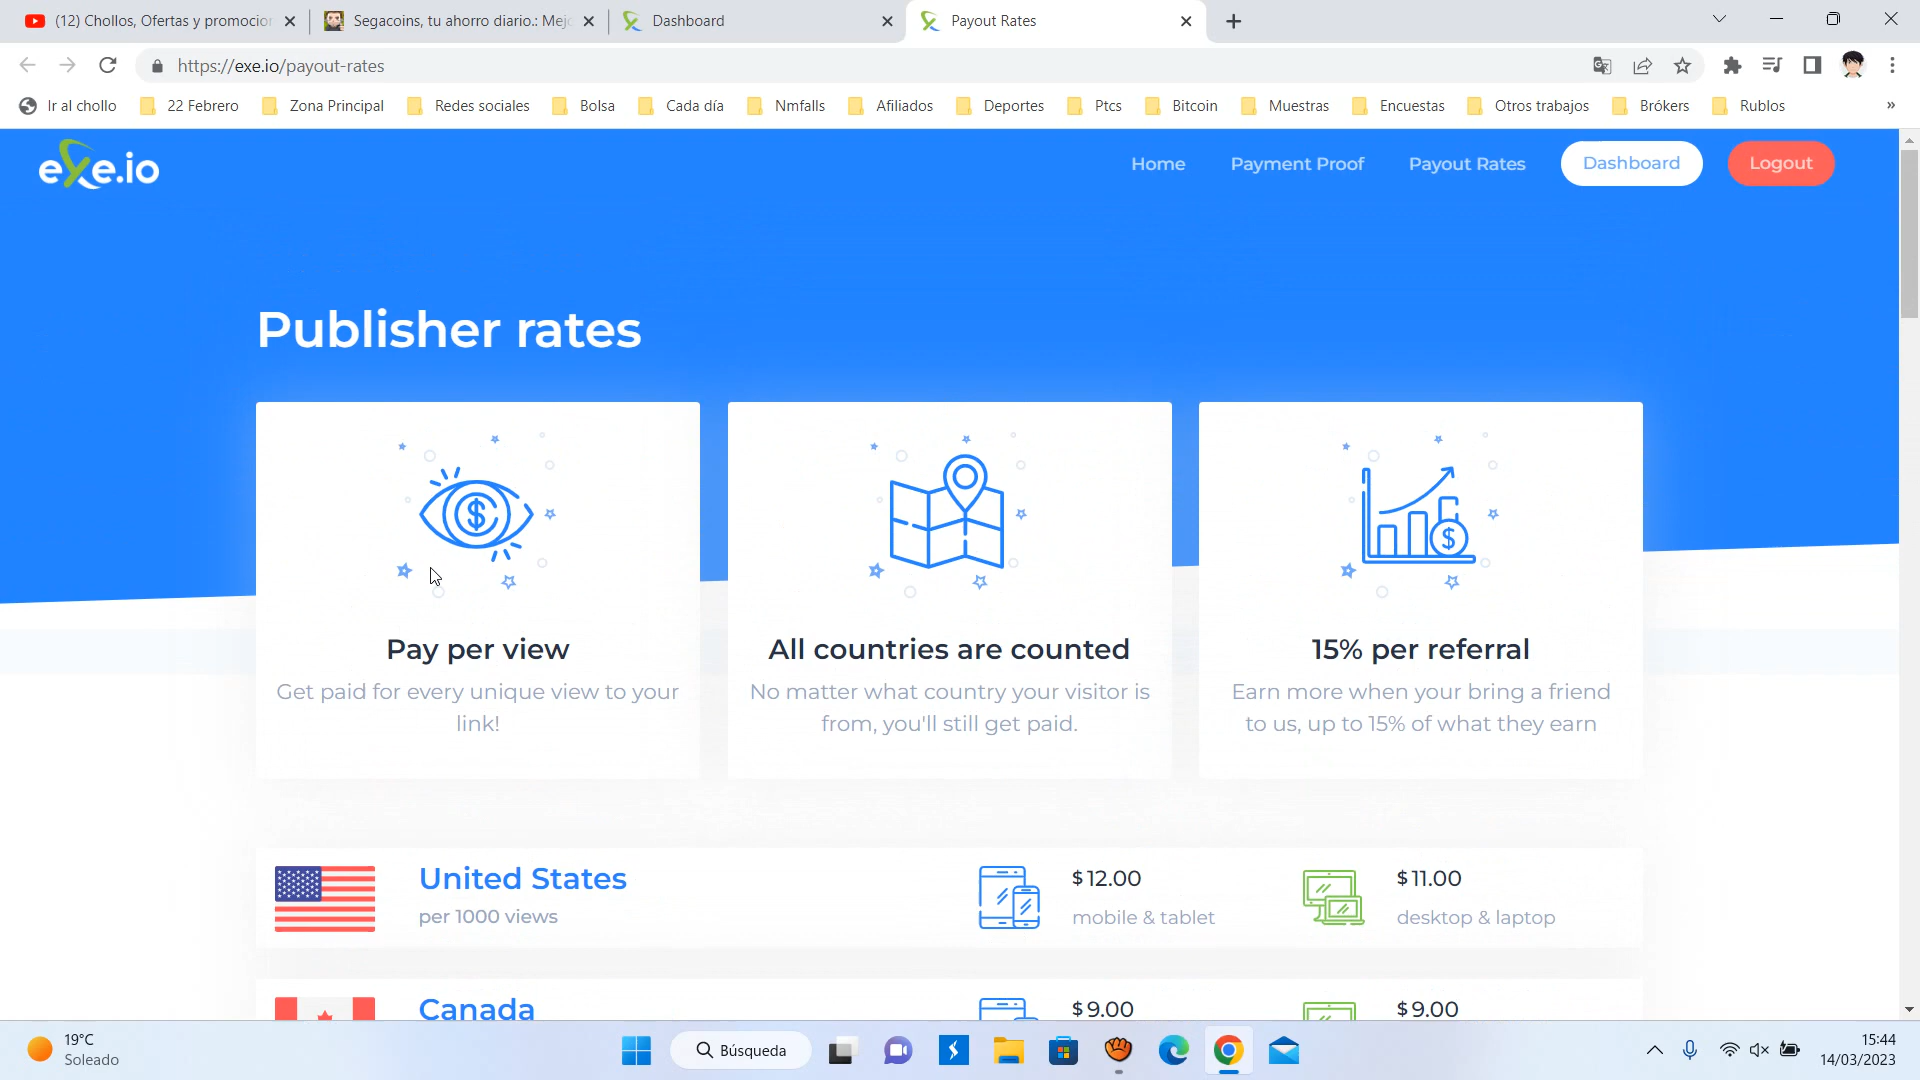 (12) Chollos, Ofertas y promocion
Segacoins, tu ahorro diario.: Mejo
Dashboard
Payout Rates
https://exe.io/payout-rates
Ir al chollo
22 Febrero
Zona Principal
Redes sociales
Bolsa
Cada día
Nmfalls
Afiliados
Deportes
Ptcs
Bitcoin
Muestras
Encuestas
Otros trabajos
Brókers
Rublos
»
exe.io
Home
Payment Proof
Payout Rates
Dashboard
Logout
Publisher rates
Pay per view
Get paid for every unique view to your
link!
All countries are counted
No matter what country your visitor is
from, you'll still get paid.
15% per referral
Earn more when your bring a friend
to us, up to 15% of what they earn
United States
per 1000 views
$12.00
mobile & tablet
$11.00
desktop & laptop
Canada
$9.00
$9.00
19°C
Soleado
Búsqueda
15:44
14/03/2023